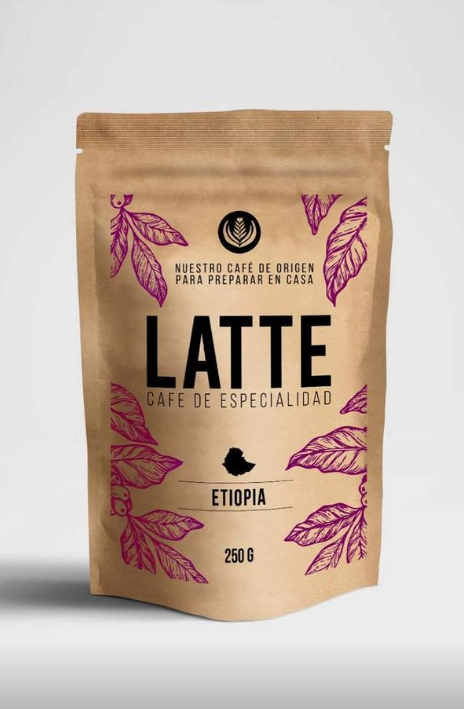 NUESTRO CAFÉ DE ORIGEN
PARA PREPARAR EN CASA
LATTE
CAFE DE ESPECIALIDAD
ETIOPIA
250 G